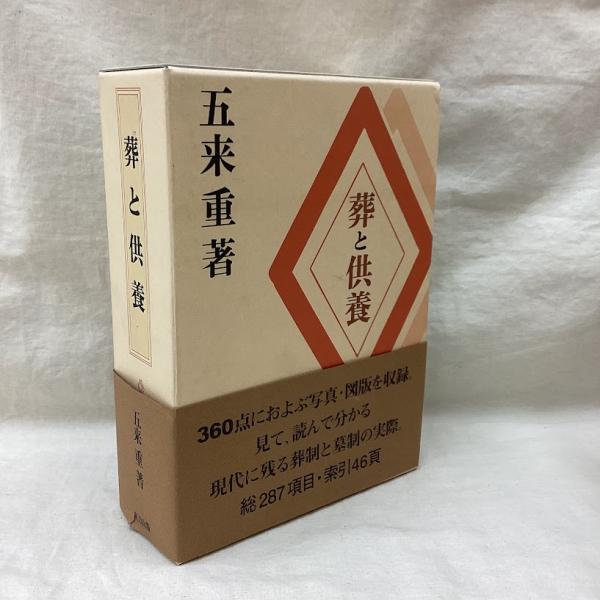 五来重著
葬と供養
360点におよぶ写真・図版を収録。
見て、読んで分かる
現代に残る葬制と墓制の実際。
総287項目・索引46頁
葬と供養
五来重著